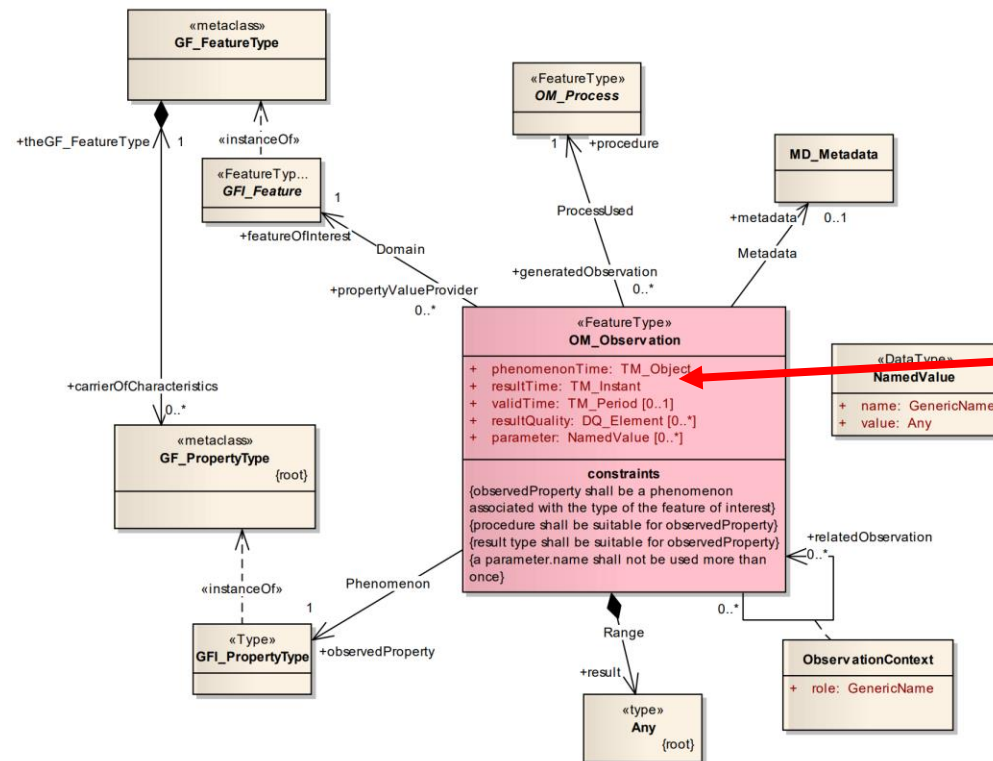 «metaclass»
GF_FeatureType
+theGF_FeatureType
1
«instanceOf»
«FeatureTyp...
GFI_Feature
1
+featureOfInterest
Domain
+propertyValueProvider
0..*
«FeatureType»
OM_Process
1
+procedure
ProcessUsed
+generatedObservation
0..*
MD_Metadata
+metadata
0..1
Metadata
«FeatureType»
OM_Observation
+ phenomenonTime: TM_Object
+ resultTime: TM_Instant
+ validTime: TM_Period [0..1]
+ resultQuality: DQ_Element [0..*]
+ parameter: NamedValue [0..*]
constraints
{observedProperty shall be a phenomenon
associated with the type of the feature of interest}
{procedure shall be suitable for observedProperty}
{result type shall be suitable for observedProperty}
{a parameter.name shall not be used more than
once}
«DataType»
NamedValue
+ name: GenericName
+ value: Any
+carrierOfCharacteristics
0..*
«metaclass»
GF_PropertyType
{root}
«instanceOf»
Phenomenon
1
+observedProperty
«Type»
GFI_PropertyType
Range
+result
«type»
Any
{root}
+relatedObservation
0..*
0..*
ObservationContext
+ role: GenericName